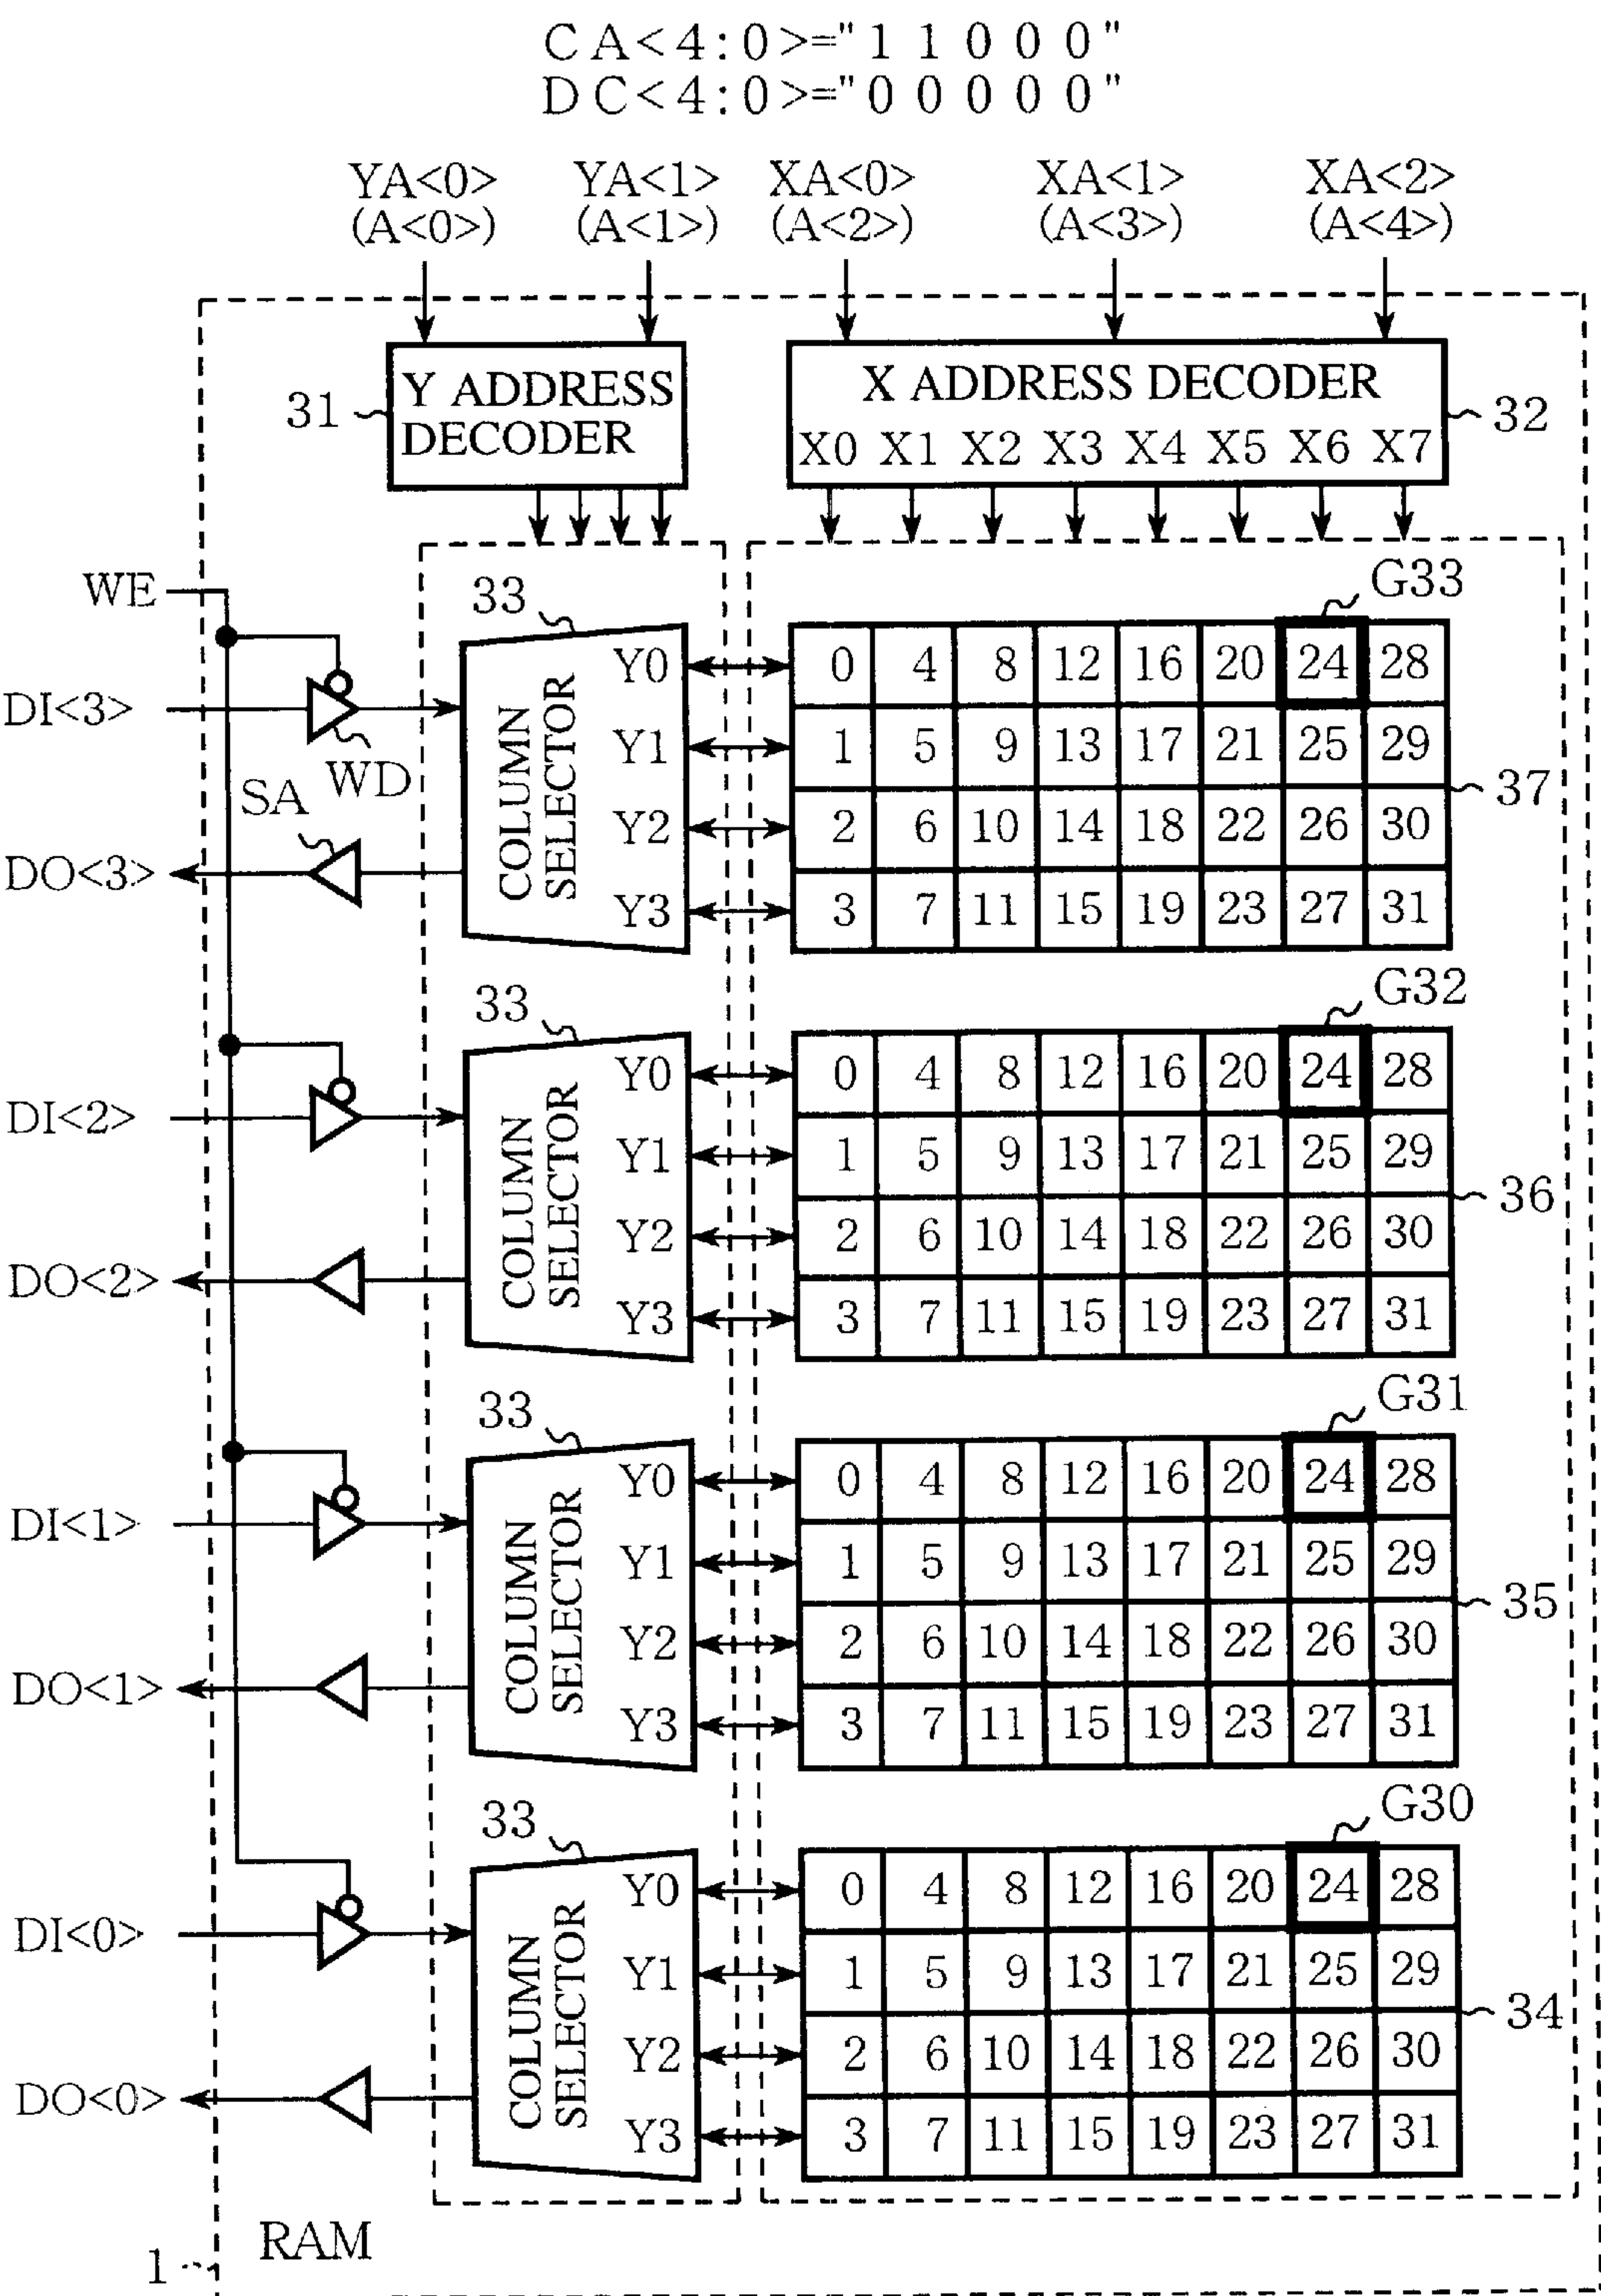 CA<4:0>="11000"
DC<4:0>="00000"
YA<0> YA<1> XA<0> XA<1> XA<2>
(A<0>) (A<1>) (A<2>) (A<3>) (A<4>)
31 Y ADDRESS DECODER
X ADDRESS DECODER 32
X0 X1 X2 X3 X4 X5 X6 X7
WE 33 G33
DI<3> WD SA DO<3>
COLUMN SELECTOR
Y0 0 4 8 12 16 20 24 28
Y1 1 5 9 13 17 21 25 29
37
Y2 2 6 10 14 18 22 26 30
Y3 3 7 11 15 19 23 27 31
33 G32
DI<2> DO<2>
COLUMN SELECTOR
Y0 0 4 8 12 16 20 24 28
Y1 1 5 9 13 17 21 25 29
36
Y2 2 6 10 14 18 22 26 30
Y3 3 7 11 15 19 23 27 31
33 G31
DI<1> DO<1>
COLUMN SELECTOR
Y0 0 4 8 12 16 20 24 28
Y1 1 5 9 13 17 21 25 29
35
Y2 2 6 10 14 18 22 26 30
Y3 3 7 11 15 19 23 27 31
33 G30
DI<0> DO<0>
COLUMN SELECTOR
Y0 0 4 8 12 16 20 24 28
Y1 1 5 9 13 17 21 25 29
34
Y2 2 6 10 14 18 22 26 30
Y3 3 7 11 15 19 23 27 31
1 RAM